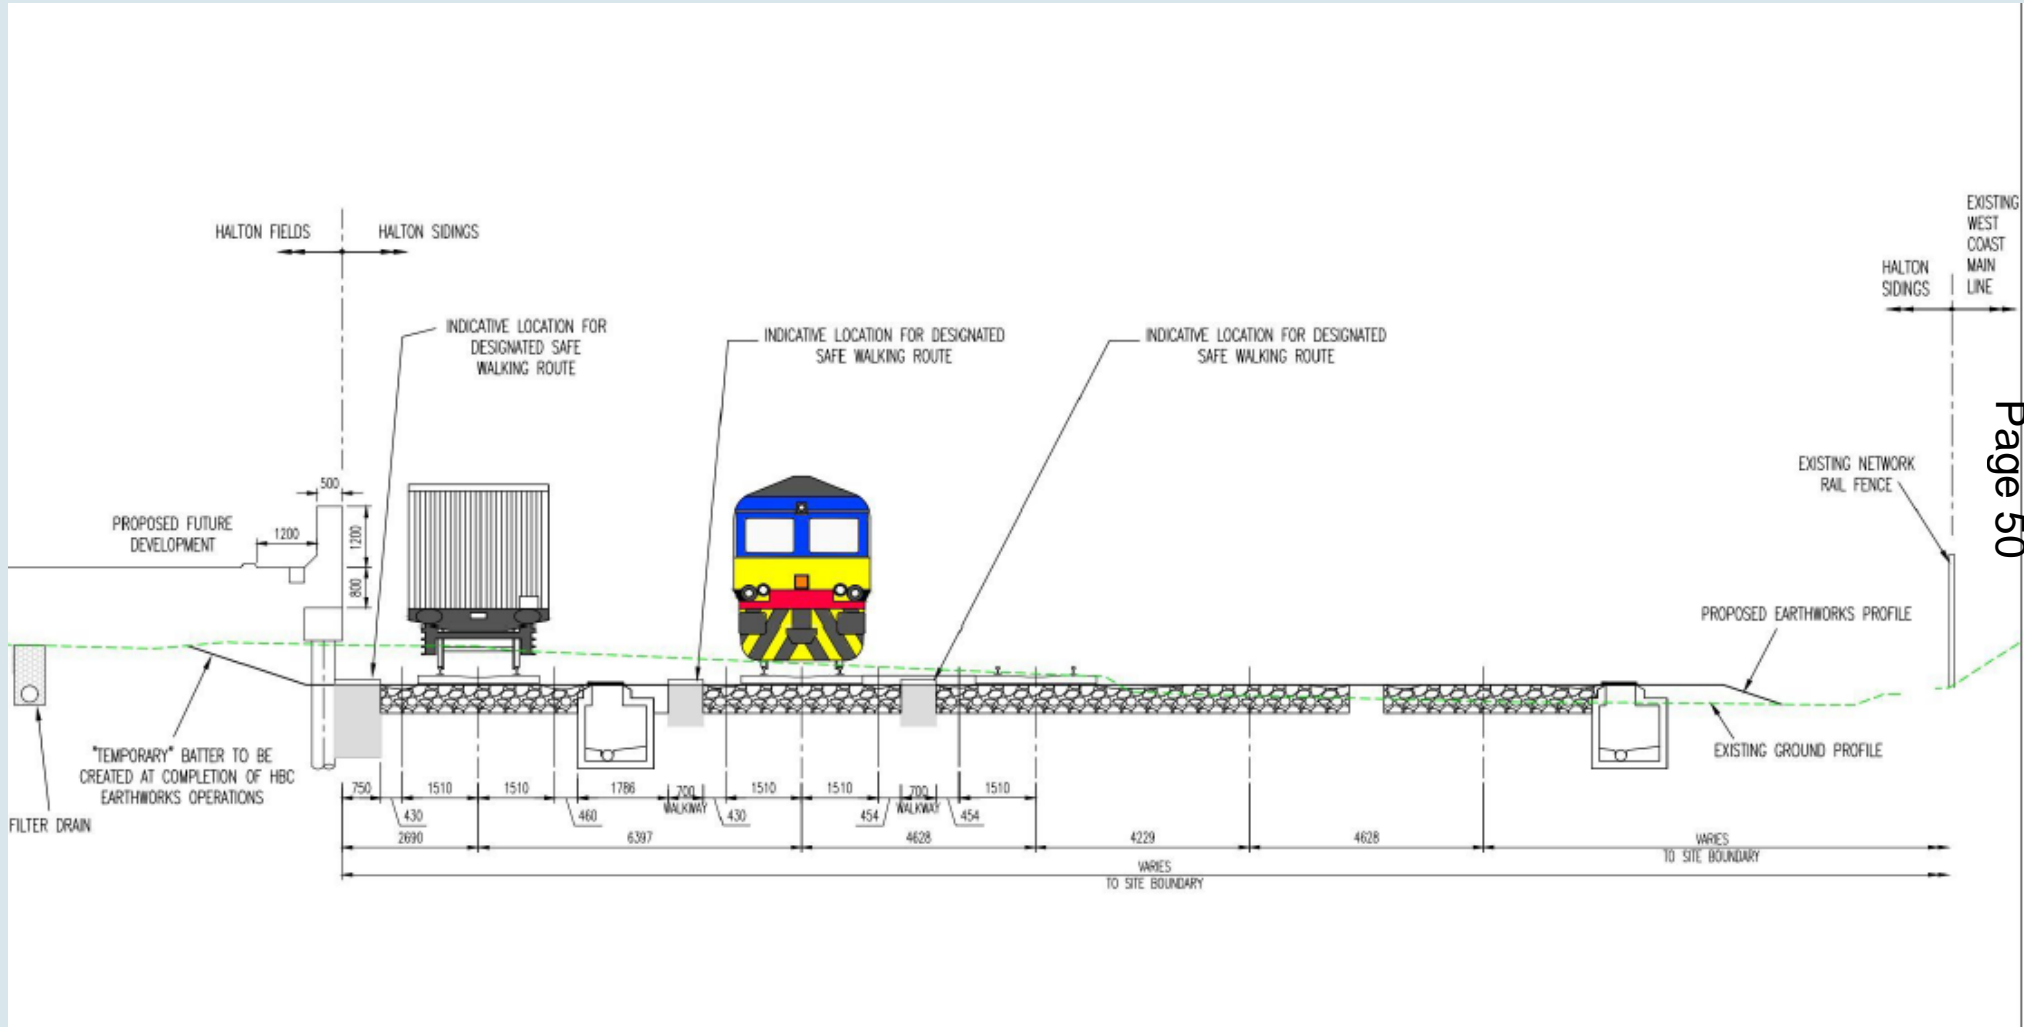 HALTON FIELDS
HALTON SIDINGS
EXISTING
WEST
COAST
MAIN
LINE
HALTON
SIDINGS
INDICATIVE LOCATION FOR
DESIGNATED SAFE
WALKING ROUTE
INDICATIVE LOCATION FOR DESIGNATED
SAFE WALKING ROUTE
INDICATIVE LOCATION FOR DESIGNATED
SAFE WALKING ROUTE
Page 50
EXISTING NETWORK
RAIL FENCE
500
PROPOSED FUTURE
DEVELOPMENT
1200
1200
800
PROPOSED EARTHWORKS PROFILE
EXISTING GROUND PROFILE
"TEMPORARY" BATTER TO BE
CREATED AT COMPLETION OF HBC
EARTHWORKS OPERATIONS
FILTER DRAIN
750
1510
1510
1786
700
WALKWAY
1510
1510
700
WALKWAY
1510
430
460
430
454
454
2690
6397
4628
4229
4628
VARIES
TO SITE BOUNDARY
VARIES
TO SITE BOUNDARY